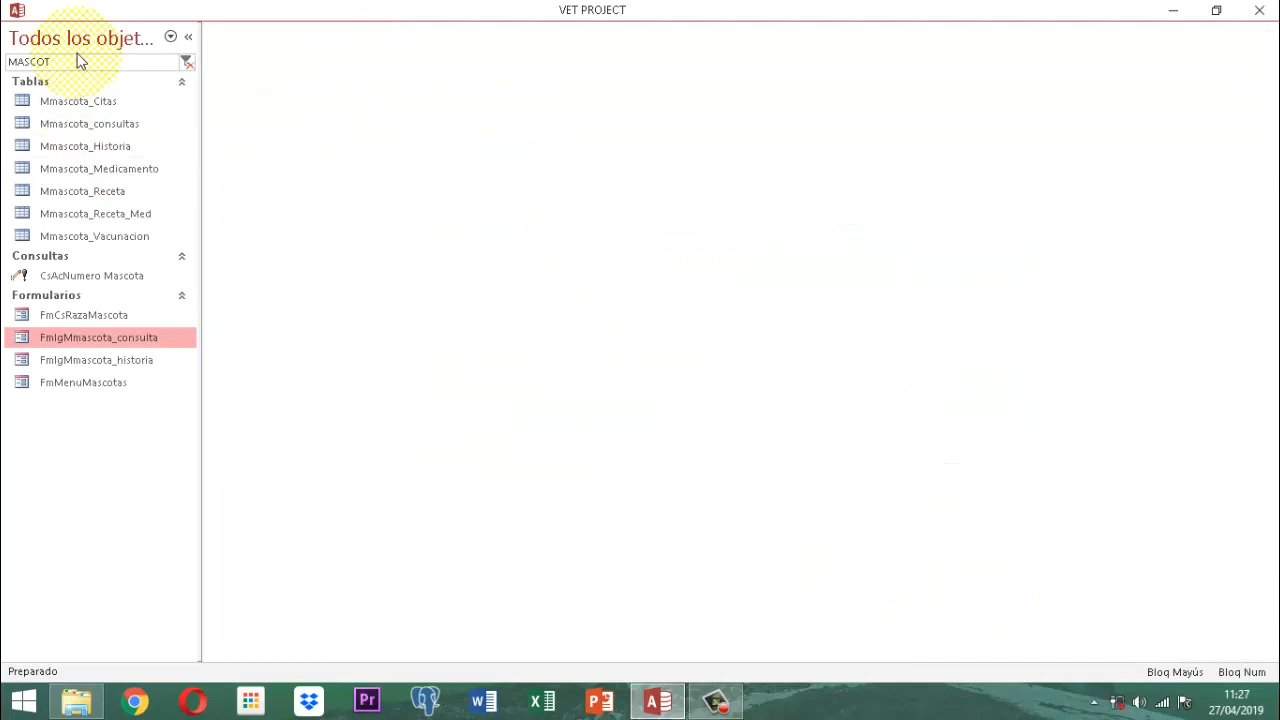 VET PROJECT
Todos los objet...
MASCOT
Tablas
Mmascota_Citas
Mmascota_consultas
Mmascota_Historia
Mmascota_Medicamento
Mmascota_Receta
Mmascota_Receta_Med
Mmascota_Vacunacion
Consultas
CsAcNumero Mascota
Formularios
FmCsRazaMascota
FmIgMmascota_consulta
FmIgMmascota_historia
FmMenuMascotas
Preparado
Bloq Mayús
Bloq Num
11:27
27/04/2019